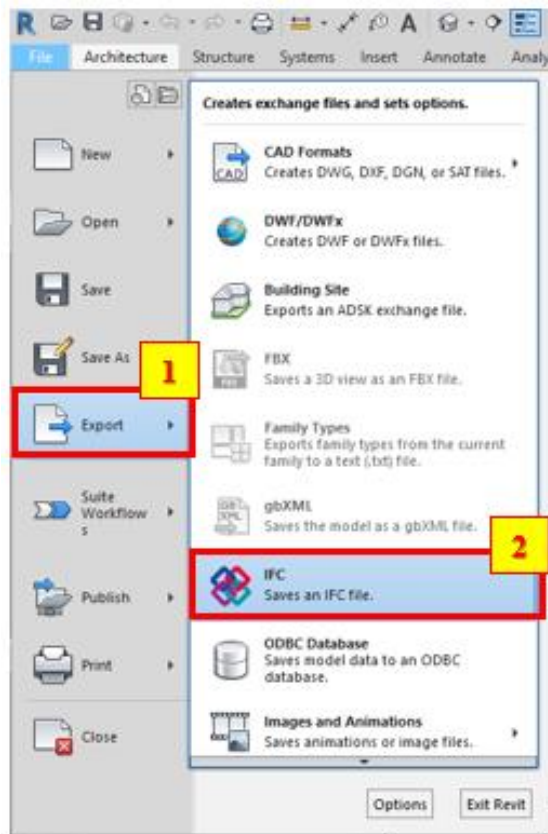 R
A
File Architecture Structure Systems Insert Annotate Analy
Creates exchange files and sets options.
New
Open
Save
Save As
1
Export
Suite
Workflow
s
Publish
Print
Close
CAD
CAD Formats
Creates DWG, DXF, DGN, or SAT files.
DWF/DWFx
Creates DWF or DWFx files.
Building Site
Exports an ADSK exchange file.
FBX
Saves a 3D view as an FBX file.
Family Types
Exports family types from the current
family to a text (.txt) file.
gbXML
Saves the model as a gbXML file.
2
IFC
Saves an IFC file.
ODBC Database
Saves model data to an ODBC
database.
Images and Animations
Saves animations or image files.
Options Exit Revit